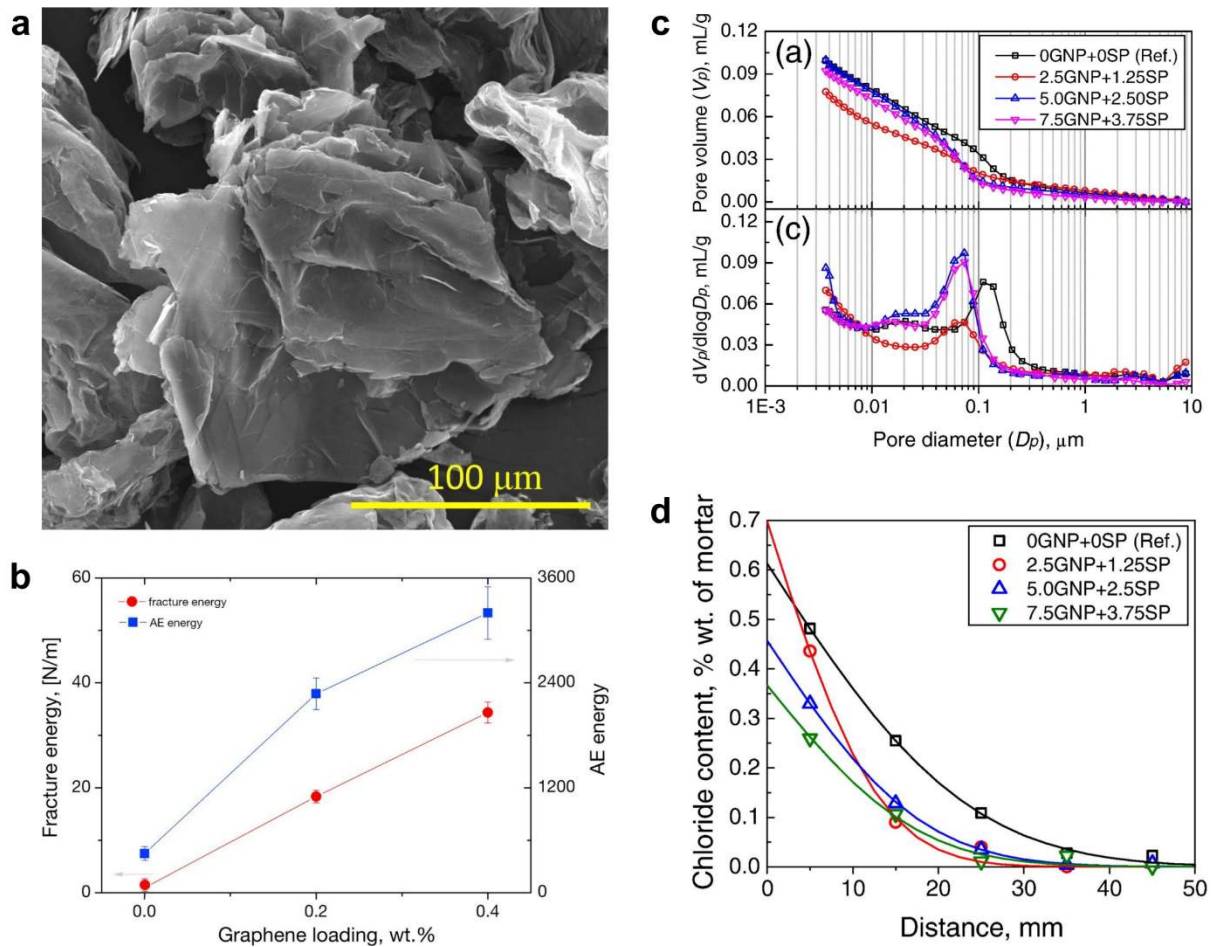 a
100 μm
b
60
50
40
20
10
0
Fracture energy, [N/m]
fracture energy
AE energy
3600
2400
2200
1200
0
AE energy
0.0
0.2
0.4
Graphene loading, wt.%
c
(a)
0.12
0.09
0.06
0.03
0.00
Pore volume (Vp), mL/g
0GNP+0SP (Ref.)
2.5GNP+1.25SP
5.0GNP+2.50SP
7.5GNP+3.75SP
(c)
0.12
0.09
0.06
0.03
0.00
dVp/dlogDp, mL/g
1E-3
0.01
0.1
1
10
Pore diameter (Dp), μm
d
0.7
0.6
0.5
0.4
0.3
0.2
0.1
0.0
Chloride content, % wt. of mortar
0GNP+0SP (Ref.)
2.5GNP+1.25SP
5.0GNP+2.5SP
7.5GNP+3.75SP
0
10
20
30
40
50
Distance, mm